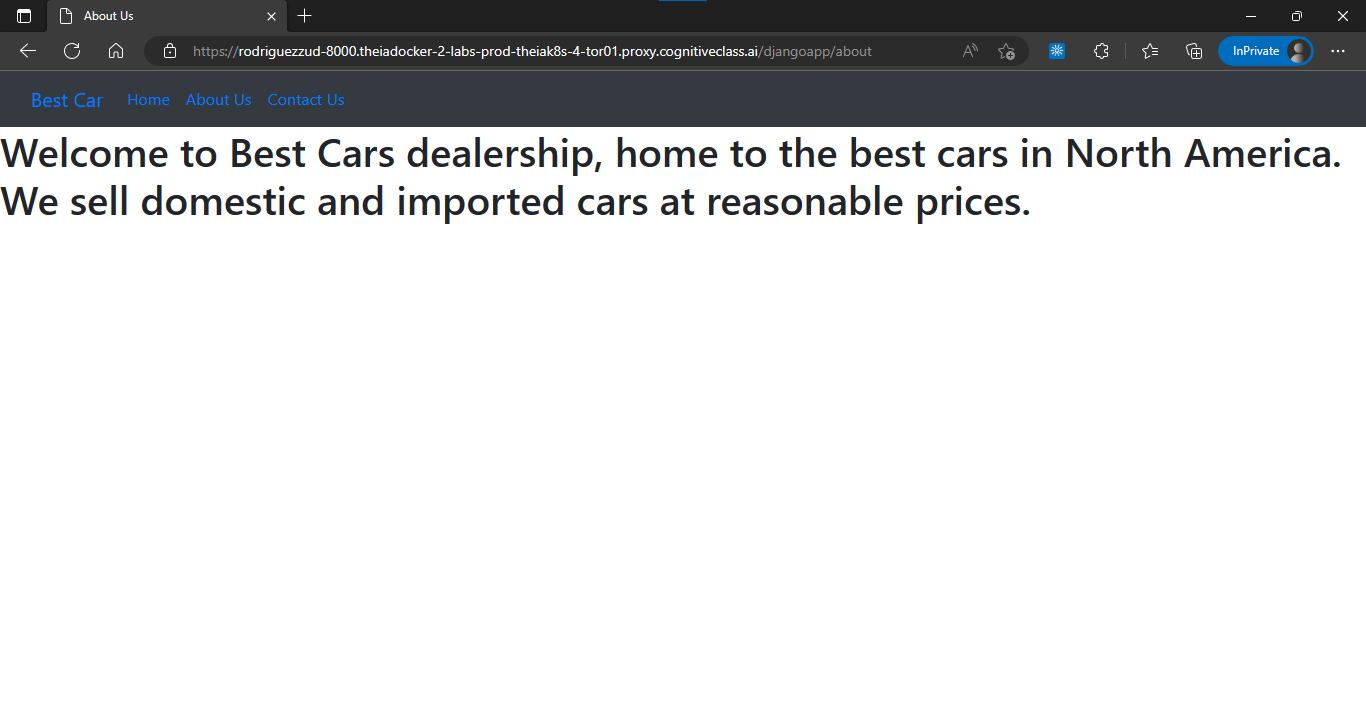 About Us
https://rodriguezzud-8000.theiadocker-2-labs-prod-theiak8s-4-tor01.proxy.cognitiveclass.ai/djangoapp/about
InPrivate
Best Car Home About Us Contact Us
Welcome to Best Cars dealership, home to the best cars in North America.
We sell domestic and imported cars at reasonable prices.